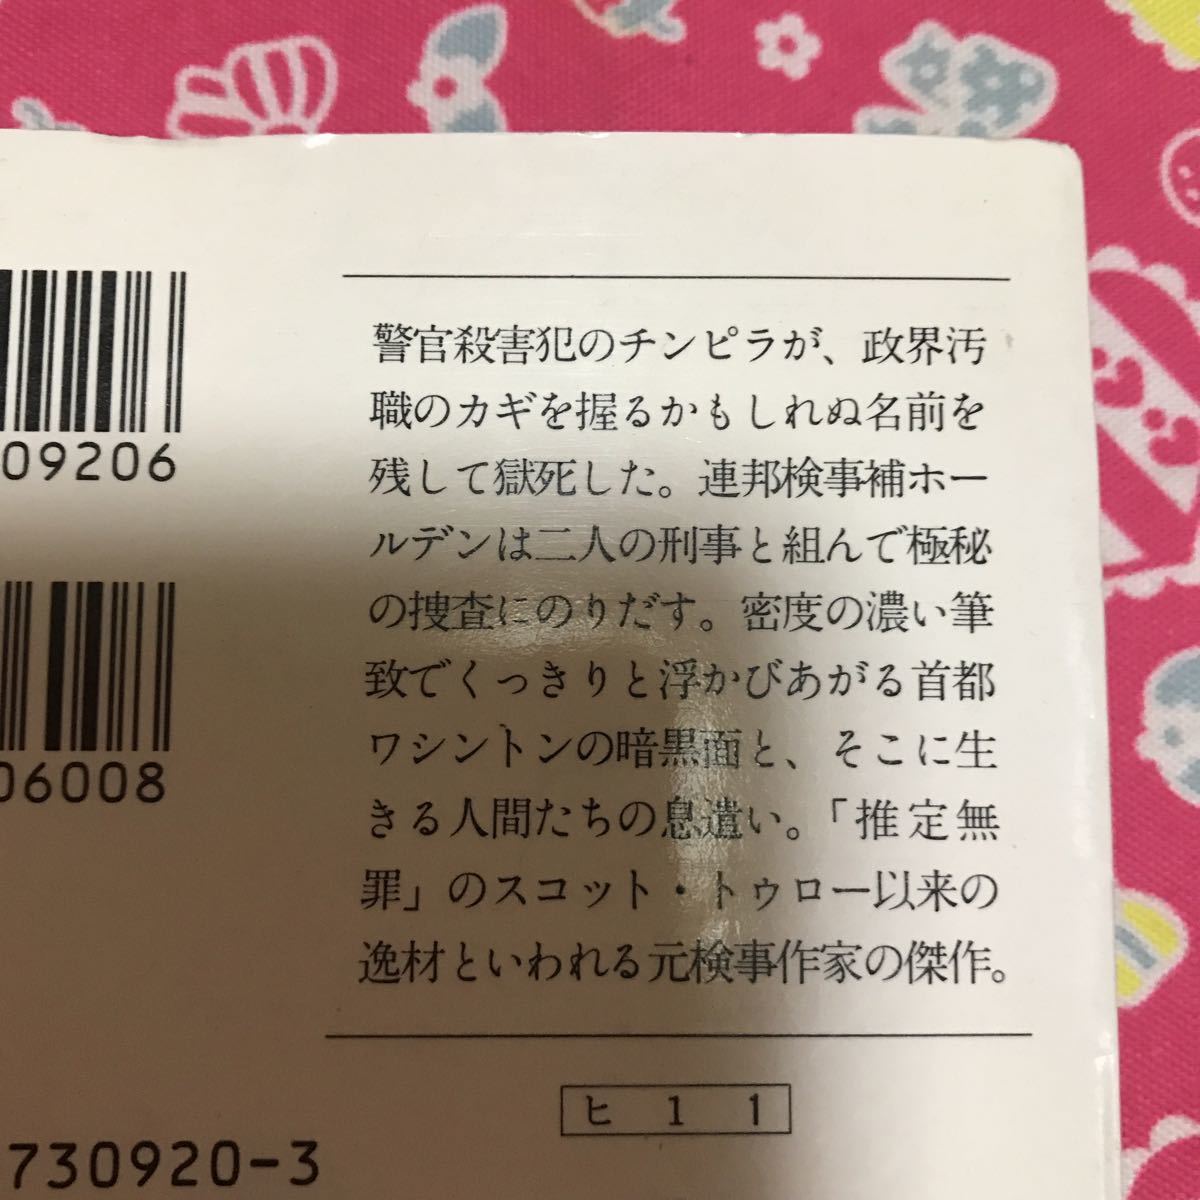 09206
06008
730920-3
警官殺害犯のチンピラが、政界汚
職のカギを握るかもしれぬ名前を
残して獄死した。連邦検事補ホー
ルデンは二人の刑事と組んで極秘
の捜査にのりだす。密度の濃い筆
致でくっきりと浮かびあがる首都
ワシントンの暗黒面と、そこに生
きる人間たちの息遣い。「推定無
罪」のスコット・トゥロー以来の
逸材といわれる元検事作家の傑作。
ヒ 1 1